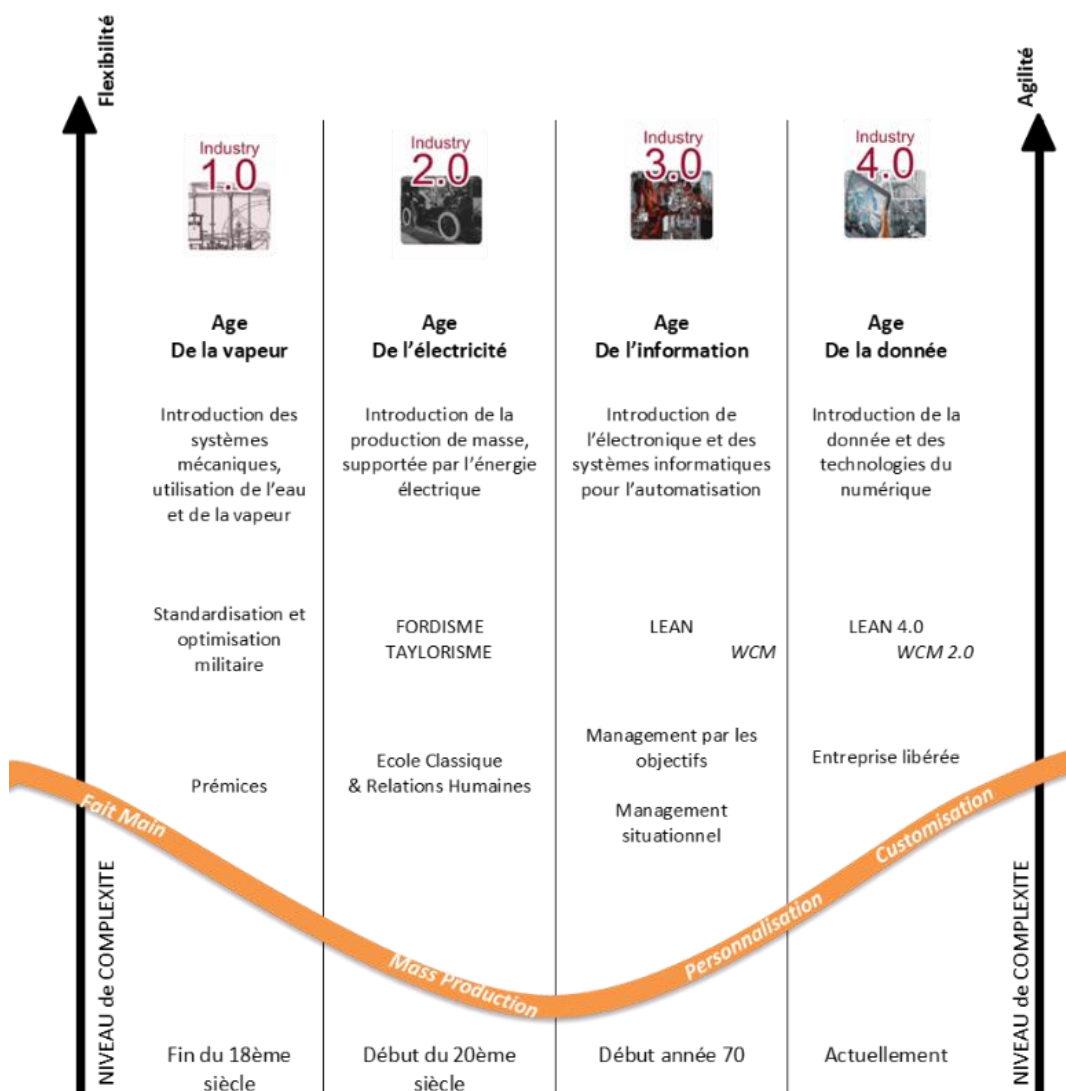 Flexibilité
Agilité
Industry
1.0
Industry
2.0
Industry
3.0
Industry
4.0
Age
De la vapeur
Age
De l'électricité
Age
De l'information
Age
De la donnée
Introduction des
systèmes
mécaniques,
utilisation de l'eau
et de la vapeur
Introduction de la
production de masse,
supportée par l'énergie
électrique
Introduction de
l'électronique et des
systèmes informatiques
pour l'automatisation
Introduction de la
donnée et des
technologies du
numérique
Standardisation et
optimisation
militaire
FORDISME
TAYLORISME
LEAN
WCM
LEAN 4.0
WCM 2.0
Prémices
Ecole Classique
& Relations Humaines
Management par les
objectifs
Management
situationnel
Entreprise libérée
Fait Main
Mass Production
Personnalisation
Customisation
NIVEAU de COMPLEXITE
NIVEAU de COMPLEXITE
Fin du 18ème
siècle
Début du 20ème
siècle
Début année 70
Actuellement